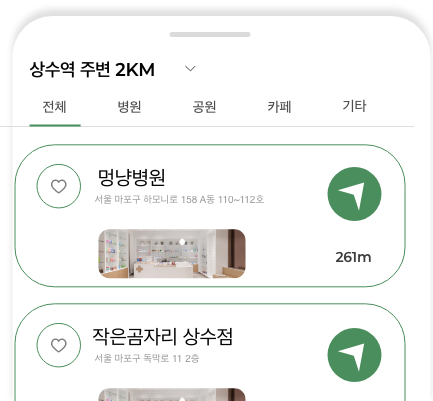 상수역 주변 2KM
전체 병원 공원 카페 기타
멍냥병원
서울 마포구 하모니로 158 A동 110~112호
261m
작은곰자리 상수점
서울 마포구 독막로 11 2층